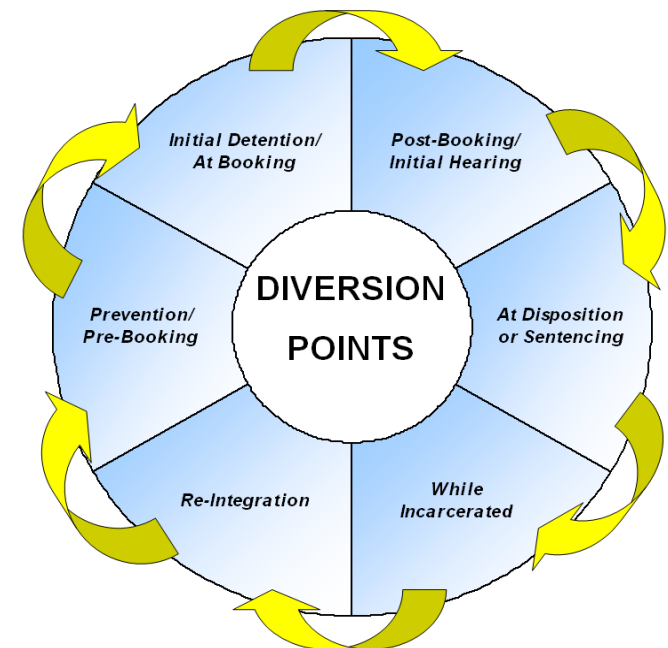 Initial Detention/
At Booking
Post-Booking/
Initial Hearing
DIVERSION
POINTS
Prevention/
Pre-Booking
At Disposition
or Sentencing
Re-Integration
While
Incarcerated